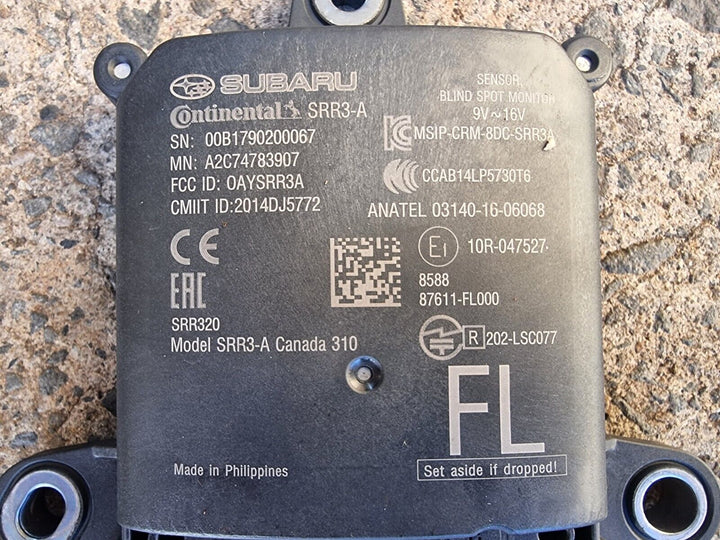 SUBARU
Continental SRR3-A
SN: 00B1790200067
MN: A2C74783907
FCC ID: OAYSRR3A
CMIIT ID:2014DJ5772
CE
EAC
SRR320
Model SRR3-A Canada 310
Made in Philippines
SENSOR,
BLIND SPOT MONITOR
9V~16V
MSIP-CRM-8DC-SRR3A
CCAB14LP5730T6
ANATEL 03140-16-06068
E1 10R-047527
8588
87611-FL000
R 202-LSC077
FL
Set aside if dropped!